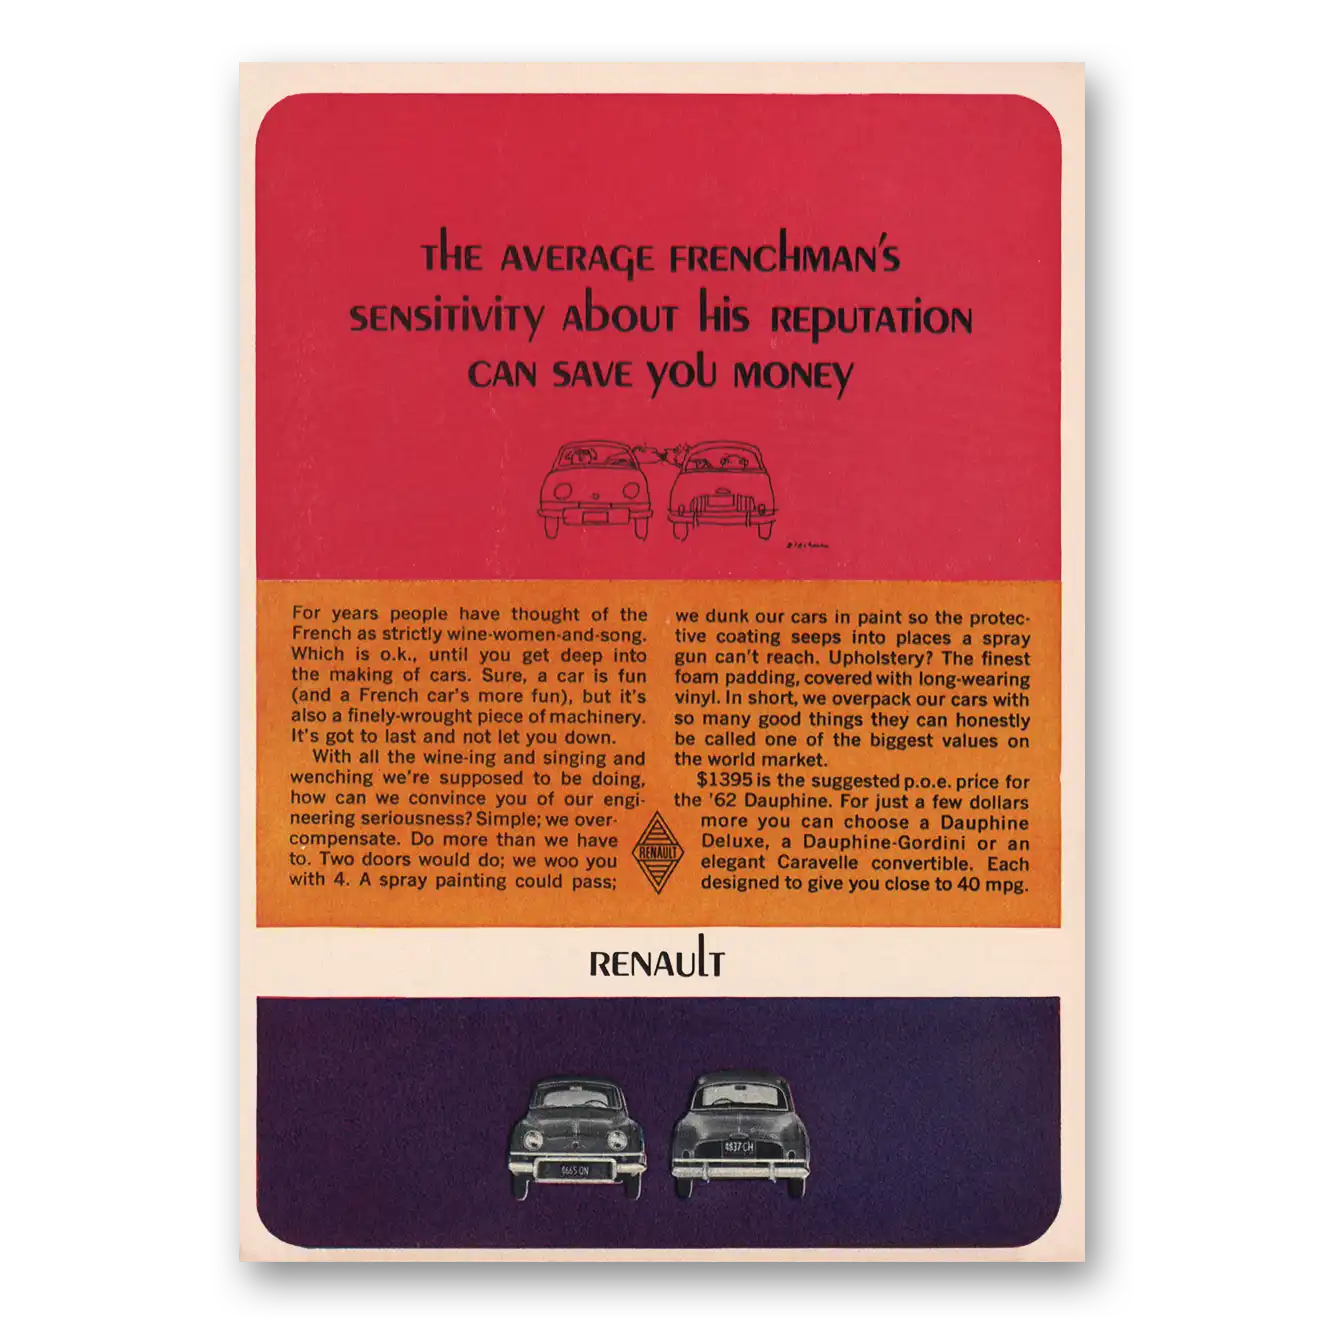 THE AVERAGE FRENCHMAN'S
SENSITIVITY ABOUT HIS REPUTATION
CAN SAVE YOU MONEY
For years people have thought of the
French as strictly wine-women-and-song.
Which is o.k., until you get deep into
the making of cars. Sure, a car is fun
(and a French car's more fun), but it's
also a finely-wrought piece of machinery.
It's got to last and not let you down.
With all the wine-ing and singing and
wenching we're supposed to be doing,
how can we convince you of our engi-
neering seriousness? Simple; we over-
compensate. Do more than we have
to. Two doors would do; we woo you
with 4. A spray painting could pass;
we dunk our cars in paint so the protec-
tive coating seeps into places a spray
gun can't reach. Upholstery? The finest
foam padding, covered with long-wearing
vinyl. In short, we overpack our cars with
so many good things they can honestly
be called one of the biggest values on
the world market.
$1395 is the suggested p.o.e. price for
the '62 Dauphine. For just a few dollars
more you can choose a Dauphine
Deluxe, a Dauphine-Gordini or an
elegant Caravelle convertible. Each
designed to give you close to 40 mpg.
RENAULT
RENAULT